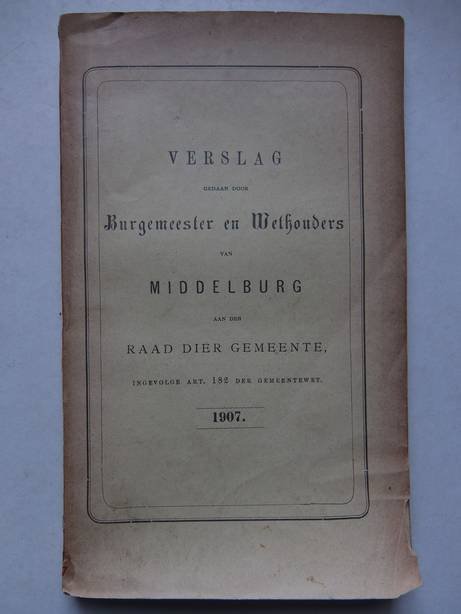 VERSLAG
GEDAAN DOOR
Burgemeester en Wethouders
VAN
MIDDELBURG
AAN DEN
RAAD DIER GEMEENTE,
INGEVOLGE ART. 182 DER GEMEENTEWET.
1907.